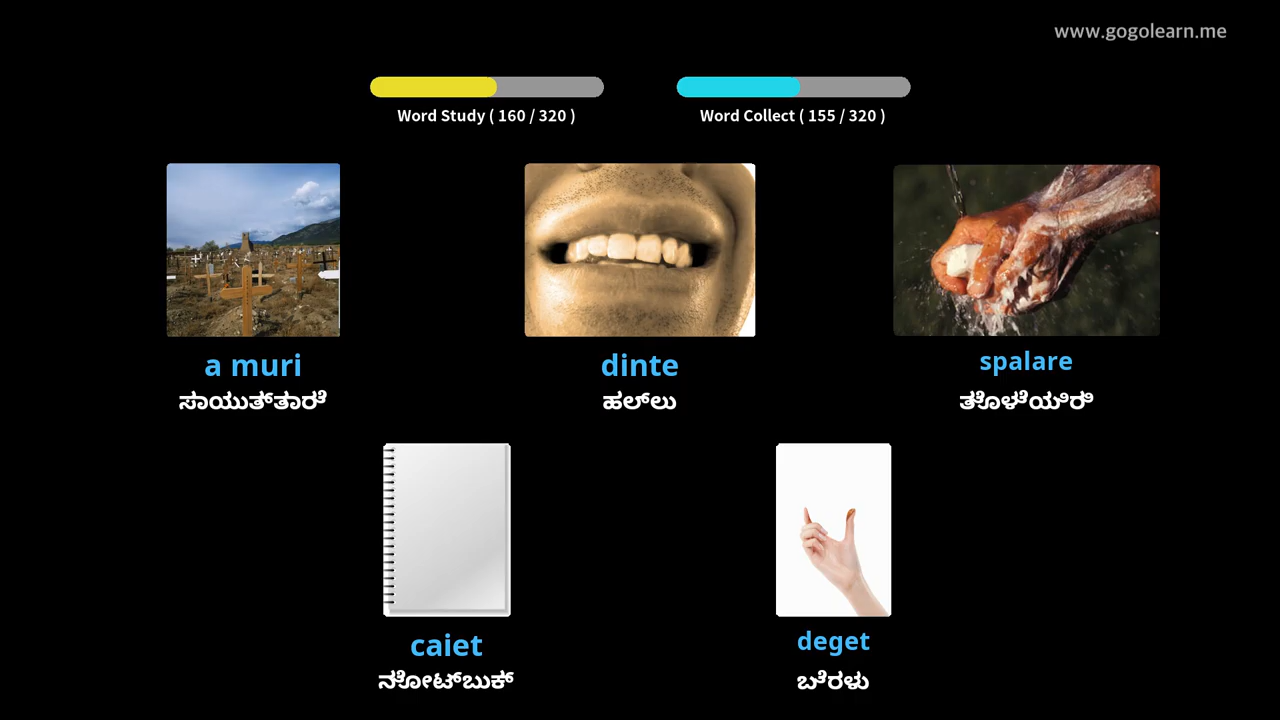 www.gogolearn.me
Word Study ( 160 / 320 )
Word Collect ( 155 / 320 )
a muri
ಸಾಯುತ್ತಾರೆ
dinte
ಹಲ್ಲು
spalare
ತೊಳೆಯಿರಿ
caiet
ನೋಟ್ಬುಕ್
deget
ಬೆರಳು